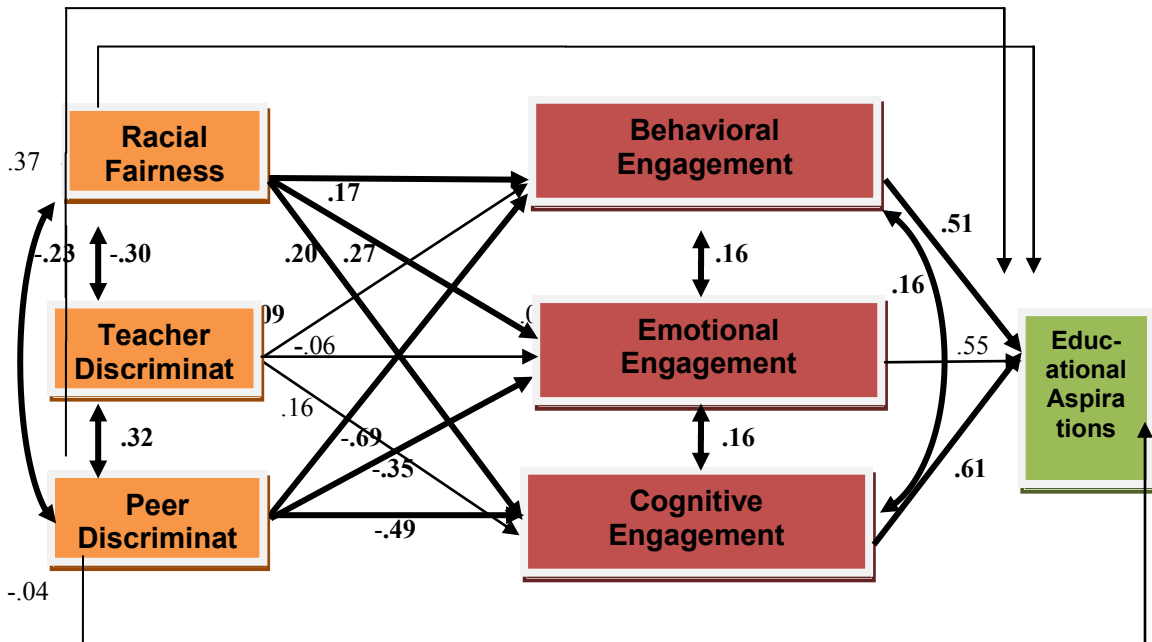 Racial
Fairness
Behavioral
Engagement
.37
.17
.51
-.23
-.30
.20
.27
.16
.16
Teacher
Discriminat
-.06
Emotional
Engagement
.55
Educ-
ational
Aspira
tions
.32
.16
-.69
-.35
.16
.61
Peer
Discriminat
-.49
Cognitive
Engagement
-.04